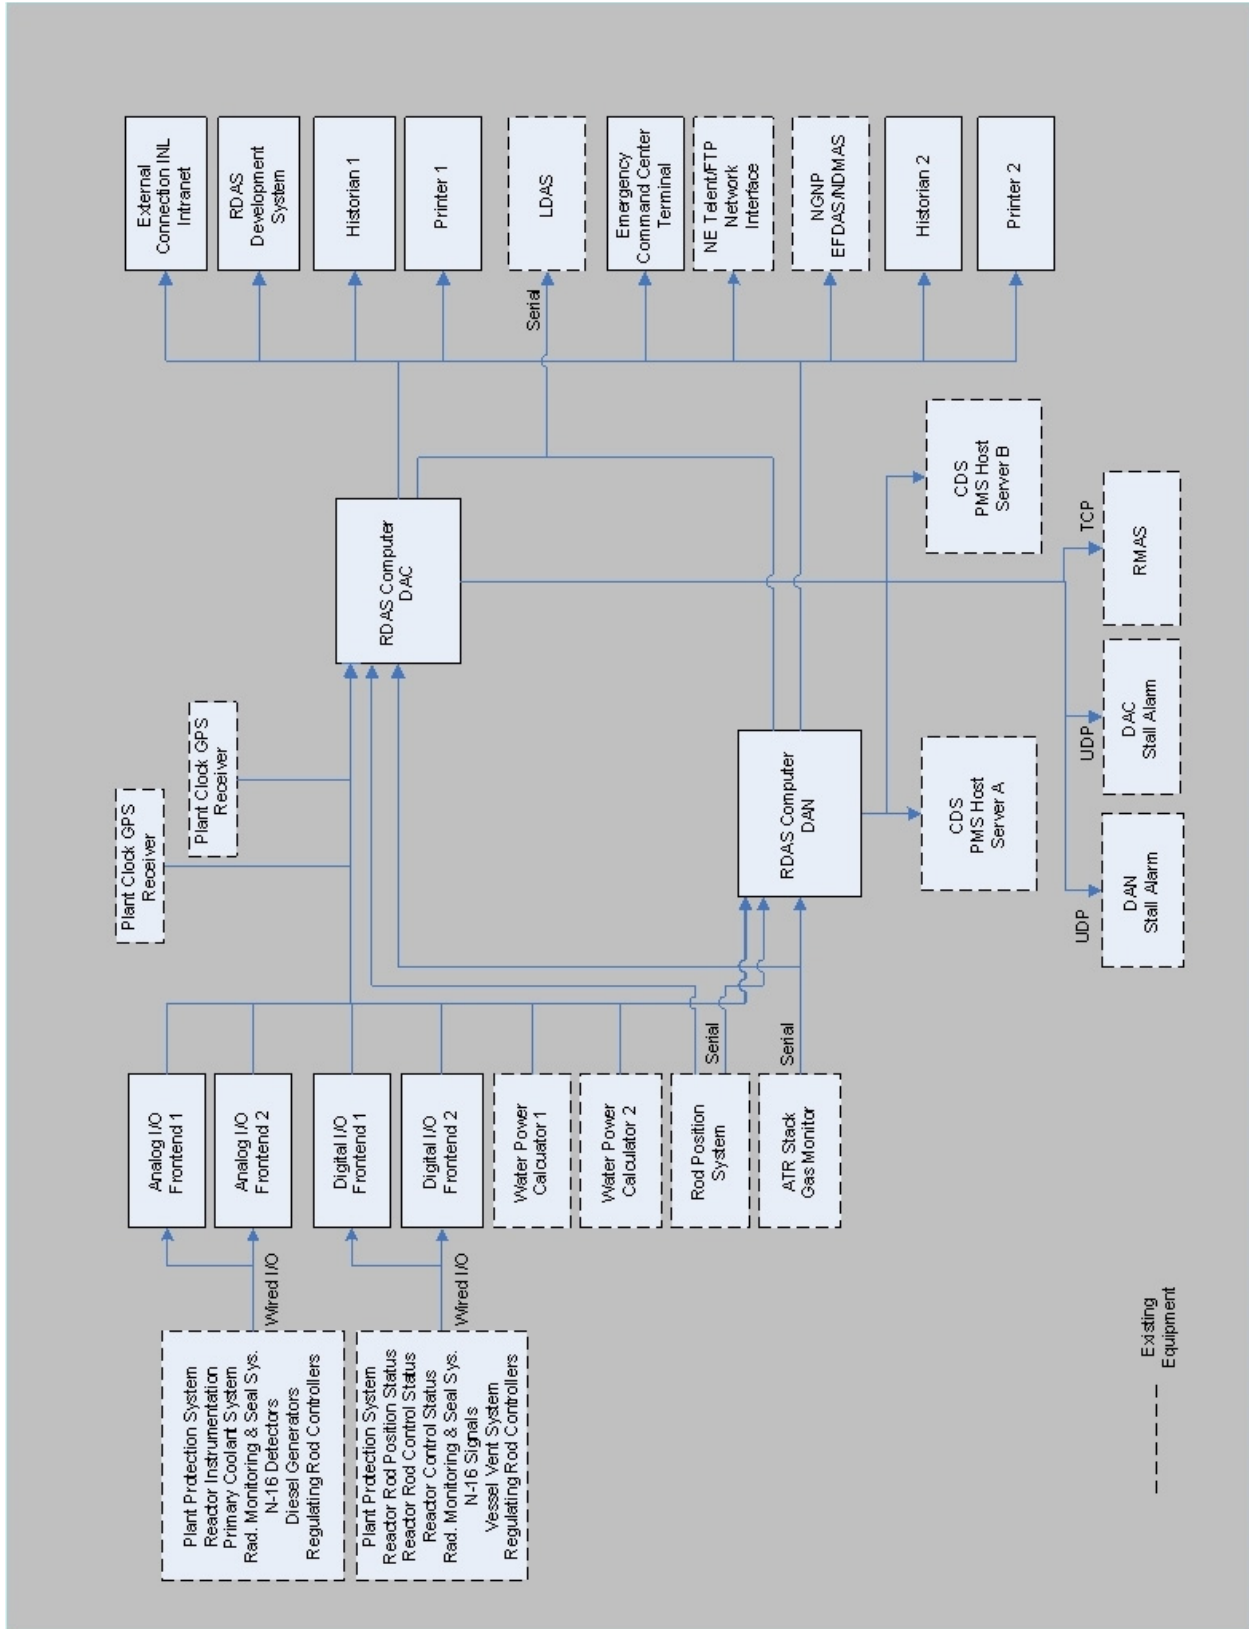 Plant Protection System
Reactor Instrumentation
Primary Coolant System
Rad. Monitoring & Seal Sys.
N-16 Detectors
Diesel Generators
Regulating Rod Controllers
Wired I/O
Plant Protection System
Reactor Rod Position Status
Reactor Rod Control Status
Reactor Control Status
Rad. Monitoring & Seal Sys.
N-16 Signals
Vessel Vent System
Regulating Rod Controllers
Wired I/O
Analog I/O
Frontend 1
Analog I/O
Frontend 2
Digital I/O
Frontend 1
Digital I/O
Frontend 2
Water Power
Calcuator 1
Water Power
Calculator 2
Rod Position
System
Serial
ATR Stack
Gas Monitor
Serial
Plant Clock GPS
Receiver
Plant Clock GPS
Receiver
RDAS Computer
DAC
RDAS Computer
DAN
External
Connection INL
Intranet
RDAS
Development
System
Historian 1
Printer 1
Serial
LDAS
Emergency
Command Center
Terminal
NE Talent/FTP
Network
Interface
NGNP
EFDAS/NDMAS
Historian 2
Printer 2
CDS
PMS Host
Server A
CDS
PMS Host
Server B
UDP
DAN
Stall Alarm
UDP
DAC
Stall Alarm
TCP
RMAS
Existing
Equipment